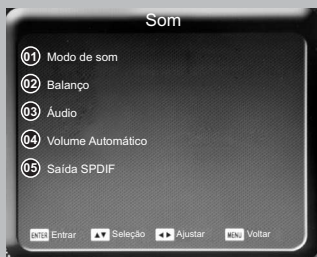 Som
01 Modo de som
02 Balanço
03 Áudio
04 Volume Automático
05 Saída SPDIF
ENTER Entrar ▲▼ Seleção ◄► Ajustar MENU Voltar